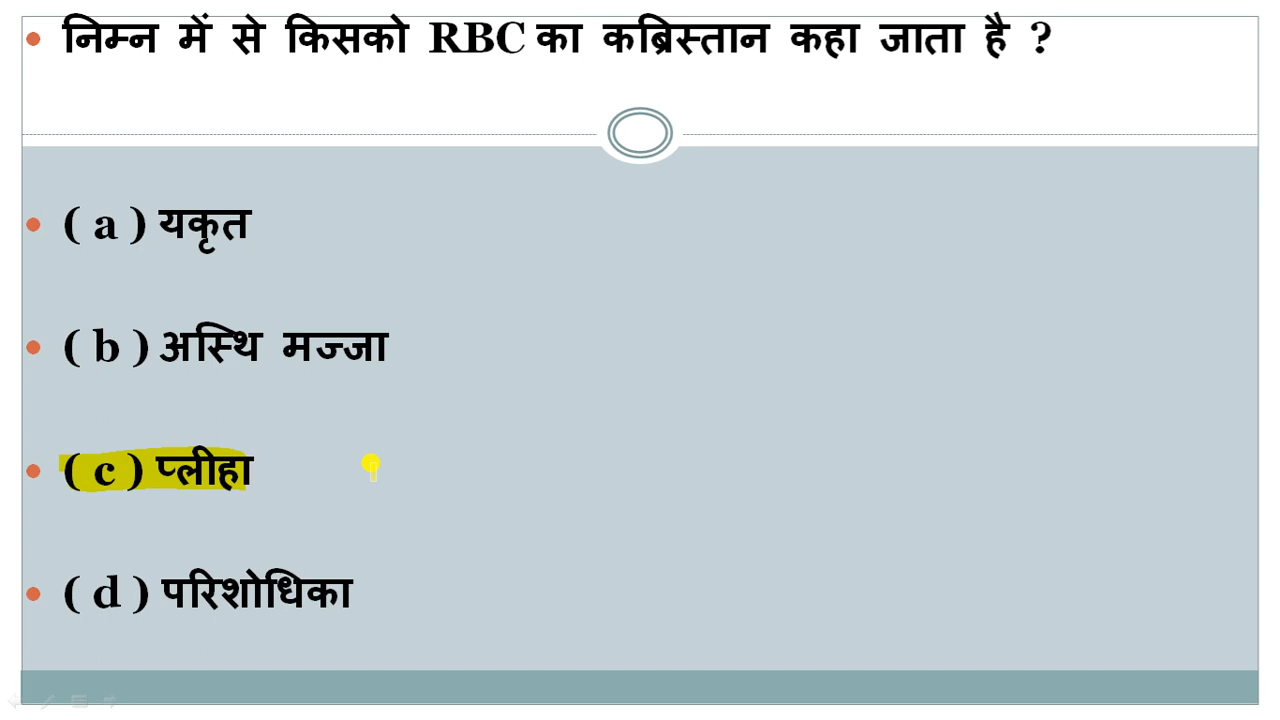 निम्न में से किसको RBC का कब्रिस्तान कहा जाता है ?
( a ) यकृत
( b ) अस्थि मज्जा
( c ) प्लीहा
( d ) परिशोधिका